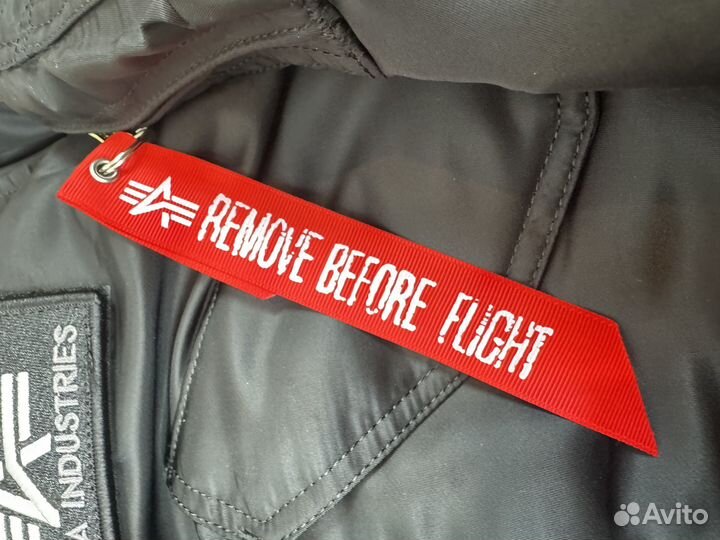 REMOVE BEFORE FLIGHT
A INDUSTRIES
Avito